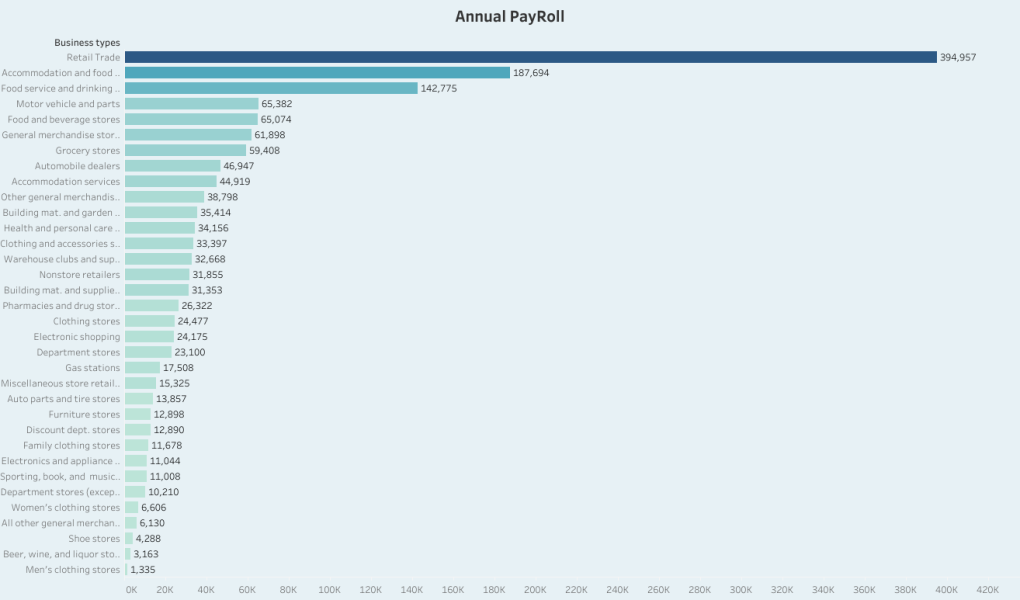 Annual PayRoll
Business types
Retail Trade 394,957
Accommodation and food .. 187,694
Food service and drinking .. 142,775
Motor vehicle and parts 65,382
Food and beverage stores 65,074
General merchandise stor.. 61,898
Grocery stores 59,408
Automobile dealers 46,947
Accommodation services 44,919
Other general merchandis.. 38,798
Building mat. and garden .. 35,414
Health and personal care .. 34,156
Clothing and accessories s.. 33,397
Warehouse clubs and sup.. 32,668
Nonstore retailers 31,855
Building mat. and supplie.. 31,353
Pharmacies and drug stor.. 26,322
Clothing stores 24,477
Electronic shopping 24,175
Department stores 23,100
Gas stations 17,508
Miscellaneous store retail.. 15,325
Auto parts and tire stores 13,857
Furniture stores 12,898
Discount dept. stores 12,890
Family clothing stores 11,678
Electronics and appliance .. 11,044
Sporting, book, and music.. 11,008
Department stores (excep.. 10,210
Women's clothing stores 6,606
All other general merchan.. 6,130
Shoe stores 4,288
Beer, wine, and liquor sto.. 3,163
Men's clothing stores 1,335
0K 20K 40K 60K 80K 100K 120K 140K 160K 180K 200K 220K 240K 260K 280K 300K 320K 340K 360K 380K 400K 420K